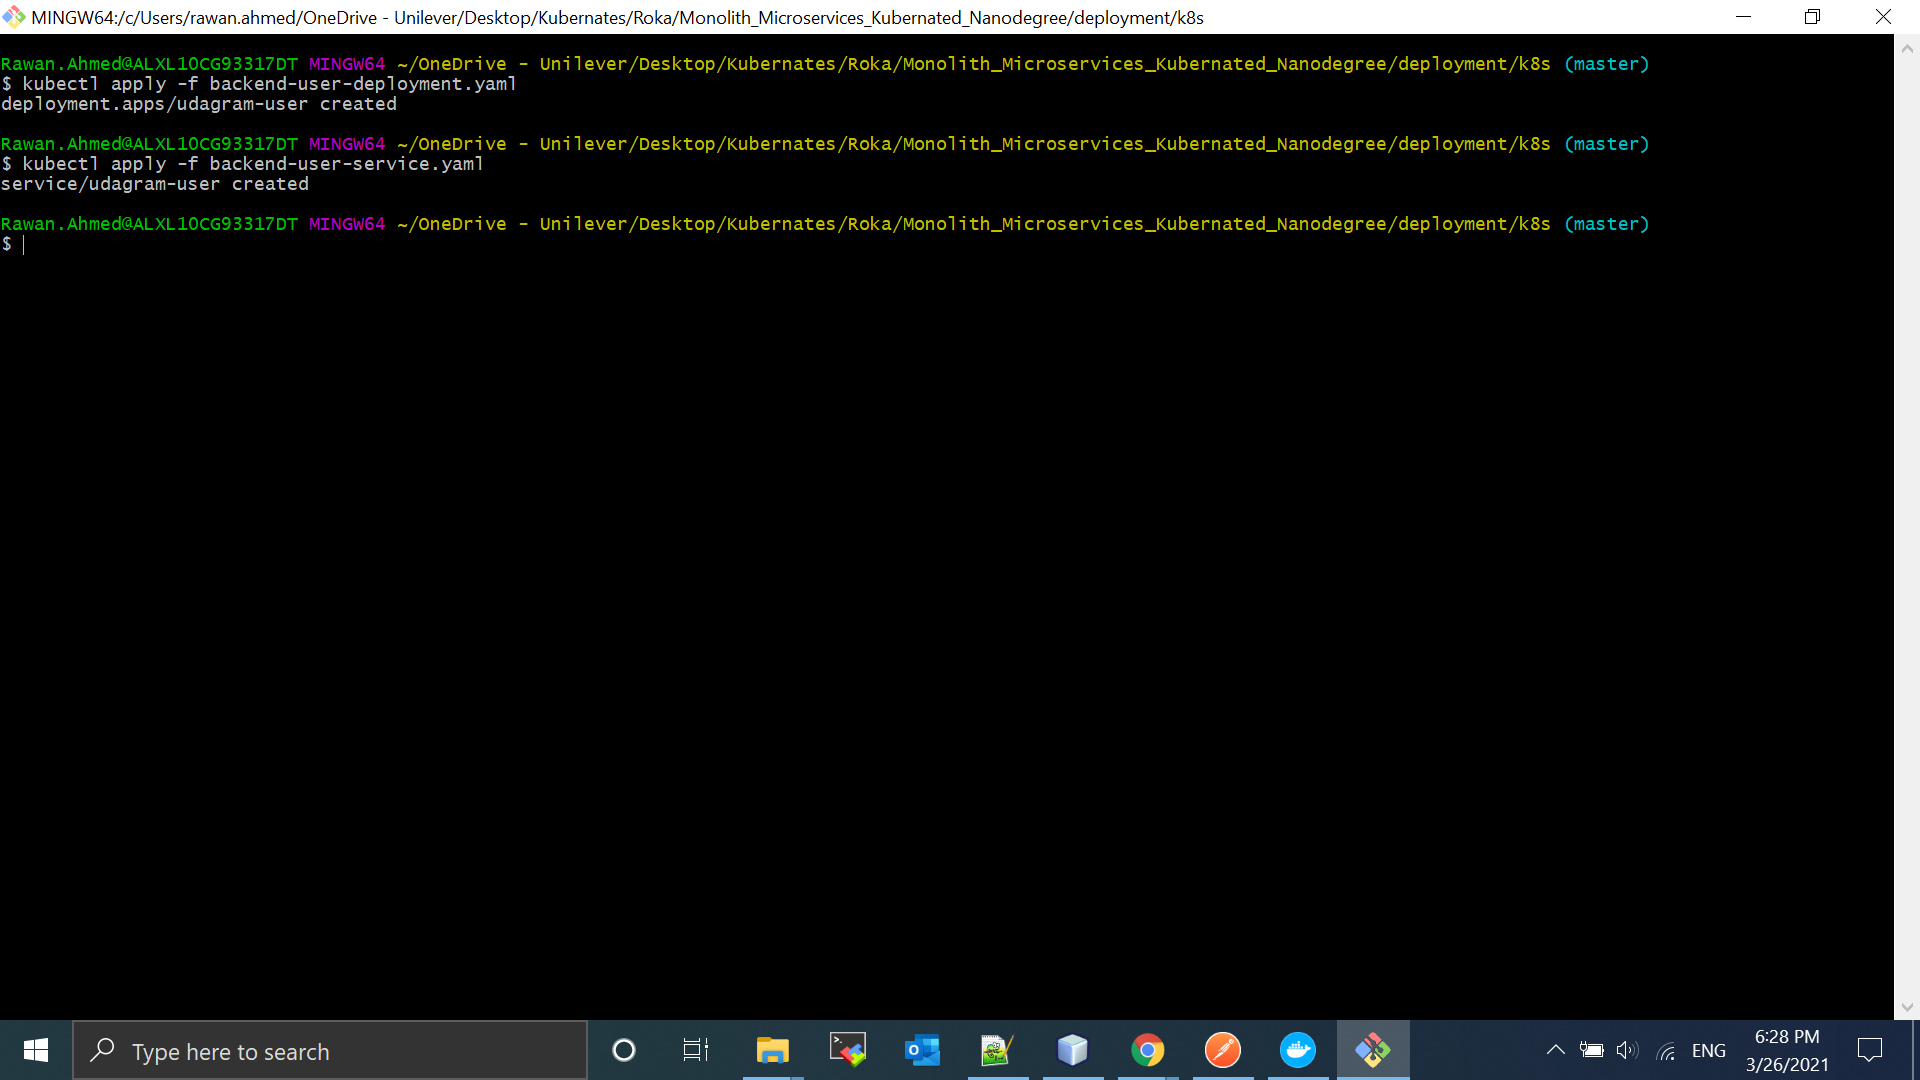 MINGW64:/c/Users/rawan.ahmed/OneDrive - Unilever/Desktop/Kubernates/Roka/Monolith_Microservices_Kubernated_Nanodegree/deployment/k8s
Rawan.Ahmed@ALXL10CG93317DT MINGW64 ~/OneDrive - Unilever/Desktop/Kubernates/Roka/Monolith_Microservices_Kubernated_Nanodegree/deployment/k8s (master)
$ kubectl apply -f backend-user-deployment.yaml
deployment.apps/udagram-user created
Rawan.Ahmed@ALXL10CG93317DT MINGW64 ~/OneDrive - Unilever/Desktop/Kubernates/Roka/Monolith_Microservices_Kubernated_Nanodegree/deployment/k8s (master)
$ kubectl apply -f backend-user-service.yaml
service/udagram-user created
Rawan.Ahmed@ALXL10CG93317DT MINGW64 ~/OneDrive - Unilever/Desktop/Kubernates/Roka/Monolith_Microservices_Kubernated_Nanodegree/deployment/k8s (master)
$
Type here to search
ENG
6:28 PM
3/26/2021